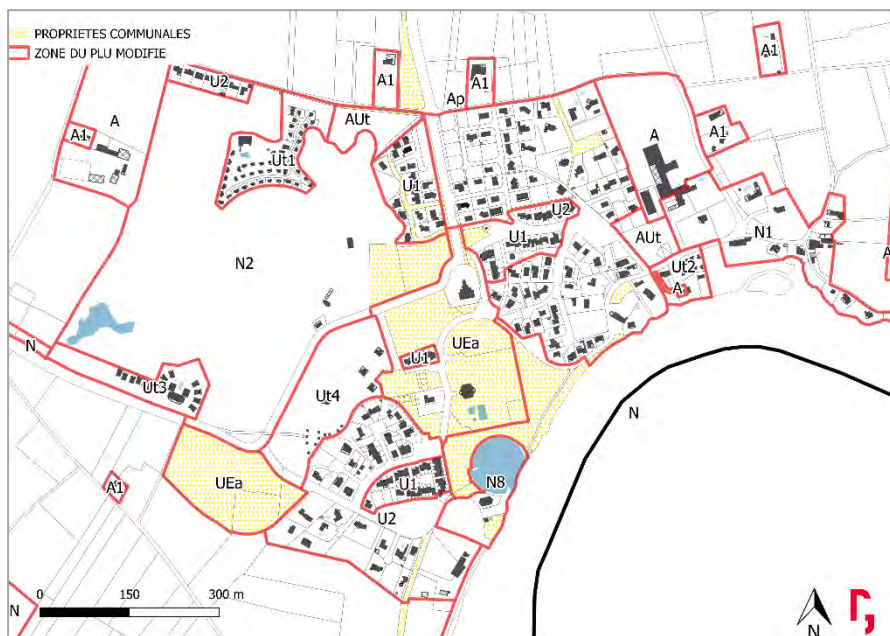 PROPRIETES COMMUNALES
ZONE DU PLU MODIFIE
A1
A1
A1
Ap
U2
A
A1
AUt
A
A1
Ut1
U1
U2
U1
AUt
N1
A
N2
Ut2
A
N
UEa
U1
N
Ut3
Ut4
UEa
A1
U1
N8
U2
0 150 300 m
N
N